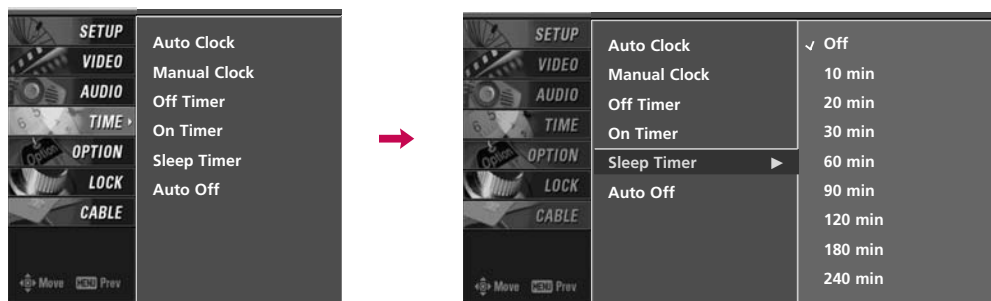 SETUP
VIDEO
AUDIO
TIME
OPTION
LOCK
CABLE
Move MENU Prev
Auto Clock
Manual Clock
Off Timer
On Timer
Sleep Timer
Auto Off
SETUP
VIDEO
AUDIO
TIME
OPTION
LOCK
CABLE
Move MENU Prev
Auto Clock
Manual Clock
Off Timer
On Timer
Sleep Timer ►
Auto Off
✓ Off
10 min
20 min
30 min
60 min
90 min
120 min
180 min
240 min